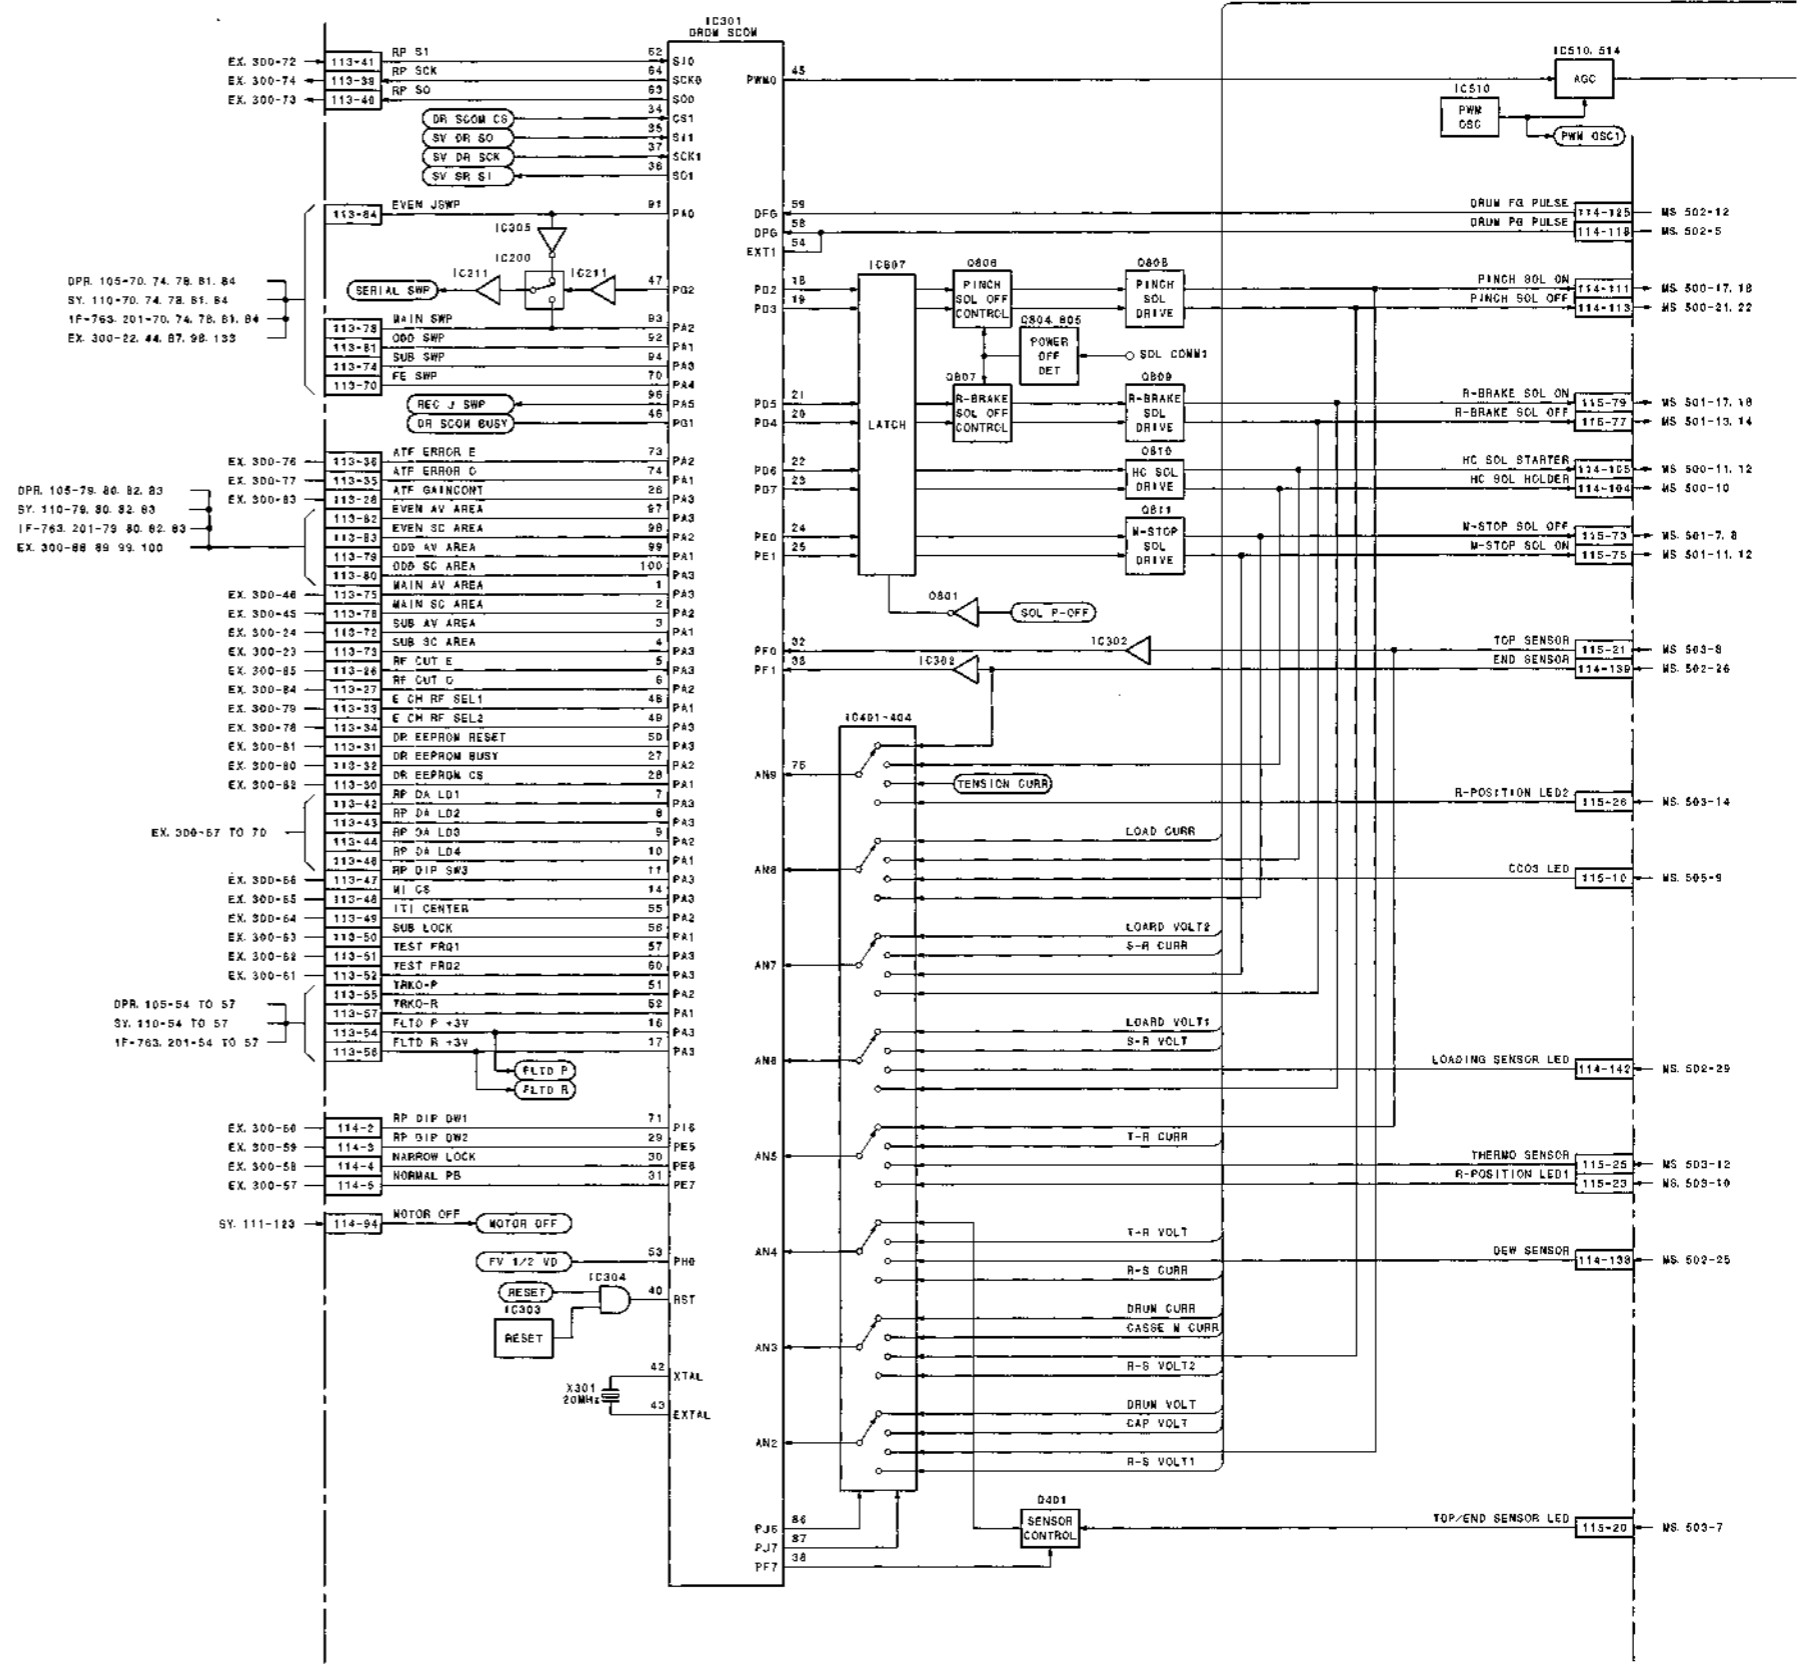 IC301
DRUM SCOM
EX. 300-72 113-41 RP S1 62 SI0
EX. 300-74 113-39 RP SCK 64 SCK0
EX. 300-73 113-40 RP SO 63 SO0
DR SCOM CS 34 CS1
SV DR SO 35 SI1
SV DR SCK 37 SCK1
SV SR SI 36 SO1
113-84 EVEN JSWP 91 PA0
IC305
IC211 IC200 IC211
SERIAL SWP 47 PG2
DPR. 105-70. 74. 78. 81. 84
SY. 110-70. 74. 78. 81. 84
IF-763. 201-70. 74. 78. 81. 84
EX. 300-22. 44. 87. 98. 133
113-78 MAIN SWP 93 PA2
113-81 ODD SWP 92 PA1
113-74 SUB SWP 94 PA3
113-70 FE SWP 70 PA4
REC J SWP 96 PA5
DR SCOM BUSY 46 PG1
EX. 300-76 113-36 ATF ERROR E 73 PA2
EX. 300-77 113-35 ATF ERROR O 74 PA1
EX. 300-83 113-28 ATF GAINCONT 26 PA3
DPR. 105-79. 80. 82. 83
SY. 110-79. 80. 82. 83
IF-763. 201-79 80. 82. 83
EX. 300-88 89 99. 100
113-82 EVEN AV AREA 97 PA3
113-83 EVEN SC AREA 98 PA2
113-79 ODD AV AREA 99 PA1
113-80 ODD SC AREA 100 PA3
EX. 300-46 113-75 MAIN AV AREA 1 PA3
EX. 300-45 113-76 MAIN SC AREA 2 PA2
EX. 300-24 113-72 SUB AV AREA 3 PA1
EX. 300-23 113-73 SUB SC AREA 4 PA3
EX. 300-85 113-26 RF CUT E 5 PA3
EX. 300-84 113-27 RF CUT O 6 PA2
EX. 300-79 113-33 E CH RF SEL1 48 PA1
EX. 300-78 113-34 E CH RF SEL2 49 PA3
EX. 300-81 113-31 DR EEPROM RESET 50 PA3
EX. 300-80 113-32 DR EEPROM BUSY 27 PA2
EX. 300-82 113-30 DR EEPROM CS 28 PA1
EX. 300-67 TO 70
113-42 RP DA LD1 7 PA3
113-43 RP DA LD2 8 PA3
113-44 RP DA LD3 9 PA2
113-46 RP DA LD4 10 PA1
EX. 300-66 113-47 RP DIP SW3 11 PA3
EX. 300-65 113-48 MI CS 14 PA3
EX. 300-64 113-49 ITI CENTER 55 PA2
EX. 300-63 113-50 SUB LOCK 56 PA1
EX. 300-62 113-51 TEST FRQ1 57 PA3
EX. 300-61 113-52 TEST FRQ2 60 PA3
DPR. 105-54 TO 57
SY. 110-54 TO 57
IF-763. 201-54 TO 57
113-55 TRKO-P 51 PA2
113-57 TRKO-R 52 PA1
113-54 FLTD P +3V 16 PA3
113-56 FLTD R +3V 17 PA3
FLTD P
FLTD R
EX. 300-60 114-2 RP DIP DW1 71 PI6
EX. 300-59 114-3 RP DIP DW2 29 PE5
EX. 300-58 114-4 NARROW LOCK 30 PE6
EX. 300-57 114-5 NORMAL PB 31 PE7
SY. 111-123 114-94 MOTOR OFF MOTOR OFF
FV 1/2 VD 53 PH0
IC304
RESET 40 RST
IC303
RESET
X301
20MHz
42 XTAL
43 EXTAL
PWM0 45
IC510. 514
AGC
IC510
PWM
OSC
PWM OSC1
DFG 59 DRUM FG PULSE 114-125 MS. 502-12
DPG 58 DRUM PG PULSE 114-118 MS. 502-5
EXT1 54
IC807
LATCH
Q806
PINCH
SOL OFF
CONTROL
Q808
PINCH
SOL
DRIVE
PD2 18 PINCH SOL ON 114-111 MS 500-17. 18
PD3 19 PINCH SOL OFF 114-113 MS 500-21. 22
Q804. 805
POWER
OFF
DET
SOL COMM1
Q807
R-BRAKE
SOL OFF
CONTROL
Q809
R-BRAKE
SOL
DRIVE
PD5 21 R-BRAKE SOL ON 115-79 MS 501-17. 18
PD4 20 R-BRAKE SOL OFF 115-77 MS 501-13. 14
Q810
HC SOL
DRIVE
PD6 22 HC SOL STARTER 114-105 MS 500-11. 12
PD7 23 HC SOL HOLDER 114-104 MS 500-10
Q811
M-STOP
SOL
DRIVE
PE0 24 M-STOP SOL OFF 115-73 MS. 501-7. 8
PE1 25 M-STOP SOL ON 115-75 MS. 501-11. 12
Q801
SOL P-OFF
PF0 32 IC302 TOP SENSOR 115-21 MS 503-8
PF1 33 IC302 END SENSOR 114-139 MS. 502-26
IC401-404
AN9 75
TENSION CURR
R-POSITION LED2 115-26 MS. 503-14
LOAD CURR
AN8
CC03 LED 115-10 MS. 505-9
LOARD VOLT2
AN7 S-R CURR
LOARD VOLT1
AN6 S-R VOLT
LOADING SENSOR LED 114-142 MS. 502-29
AN5 T-R CURR
THERMO SENSOR 115-25 MS 503-12
R-POSITION LED1 115-23 MS. 503-10
AN4 T-R VOLT
DEW SENSOR 114-138 MS. 502-25
R-S CURR
DRUM CURR
CASSE M CURR
AN3
R-S VOLT2
DRUM VOLT
CAP VOLT
AN2
R-S VOLT1
Q401
SENSOR
CONTROL
TOP/END SENSOR LED 115-20 MS. 503-7
PJ6 86
PJ7 87
PF7 38